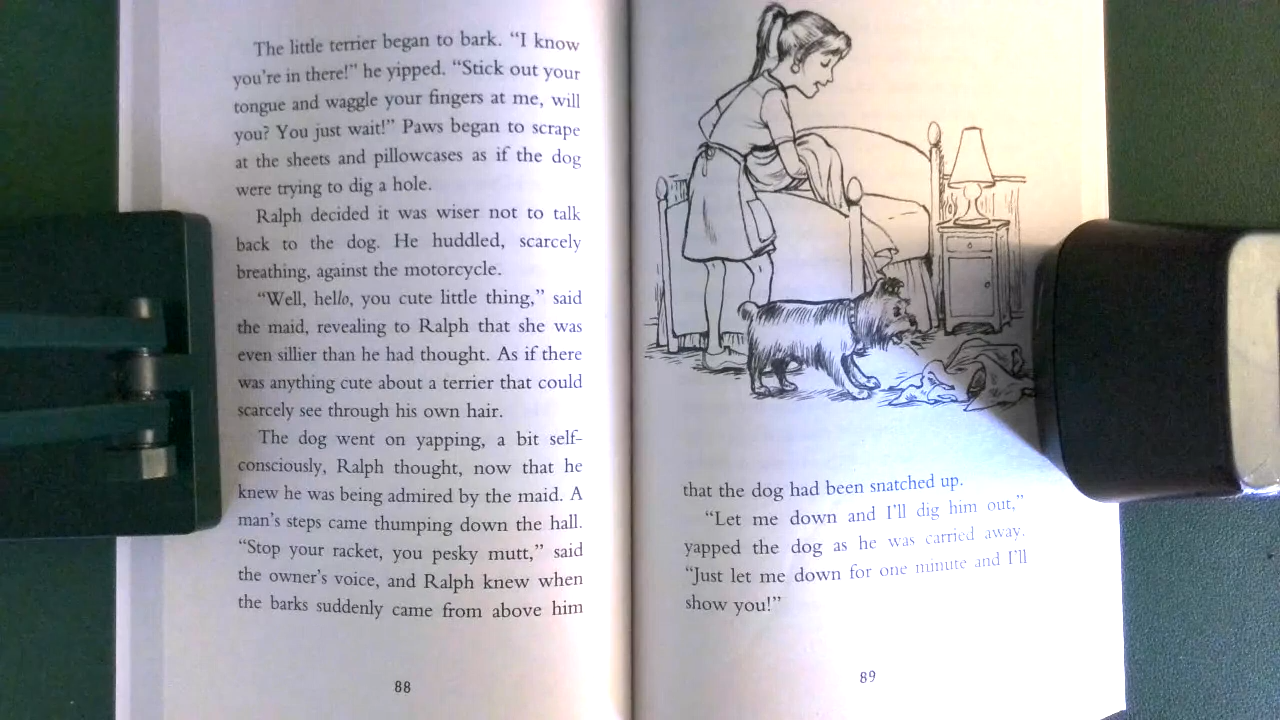 The little terrier began to bark. “I know
you’re in there!” he yipped. “Stick out your
tongue and waggle your fingers at me, will
you? You just wait!” Paws began to scrape
at the sheets and pillowcases as if the dog
were trying to dig a hole.
Ralph decided it was wiser not to talk
back to the dog. He huddled, scarcely
breathing, against the motorcycle.
“Well, hello, you cute little thing,” said
the maid, revealing to Ralph that she was
even sillier than he had thought. As if there
was anything cute about a terrier that could
scarcely see through his own hair.
The dog went on yapping, a bit self-
consciously, Ralph thought, now that he
knew he was being admired by the maid. A
man’s steps came thumping down the hall.
“Stop your racket, you pesky mutt,” said
the owner’s voice, and Ralph knew when
the barks suddenly came from above him
88
that the dog had been snatched up.
“Let me down and I’ll dig him out,”
yapped the dog as he was carried away.
“Just let me down for one minute and I’ll
show you!”
89